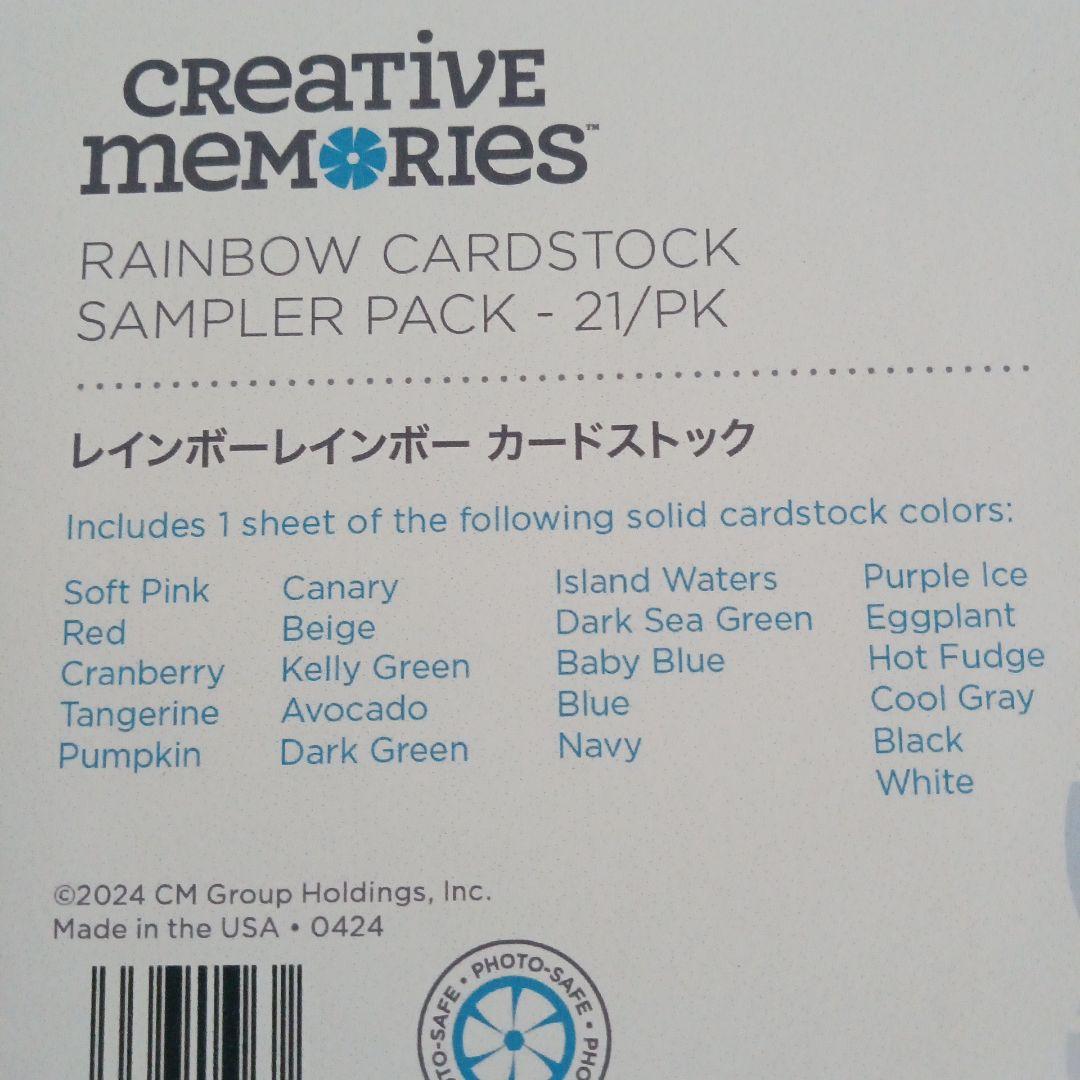 CREATIVE
MEMORIES™
RAINBOW CARDSTOCK
SAMPLER PACK - 21/PK
レインボーレインボー カードストック
Includes 1 sheet of the following solid cardstock colors:
Soft Pink
Red
Cranberry
Tangerine
Pumpkin
Canary
Beige
Kelly Green
Avocado
Dark Green
Island Waters
Dark Sea Green
Baby Blue
Blue
Navy
Purple Ice
Eggplant
Hot Fudge
Cool Gray
Black
White
©2024 CM Group Holdings, Inc.
Made in the USA • 0424
PHOTO-SAFE •